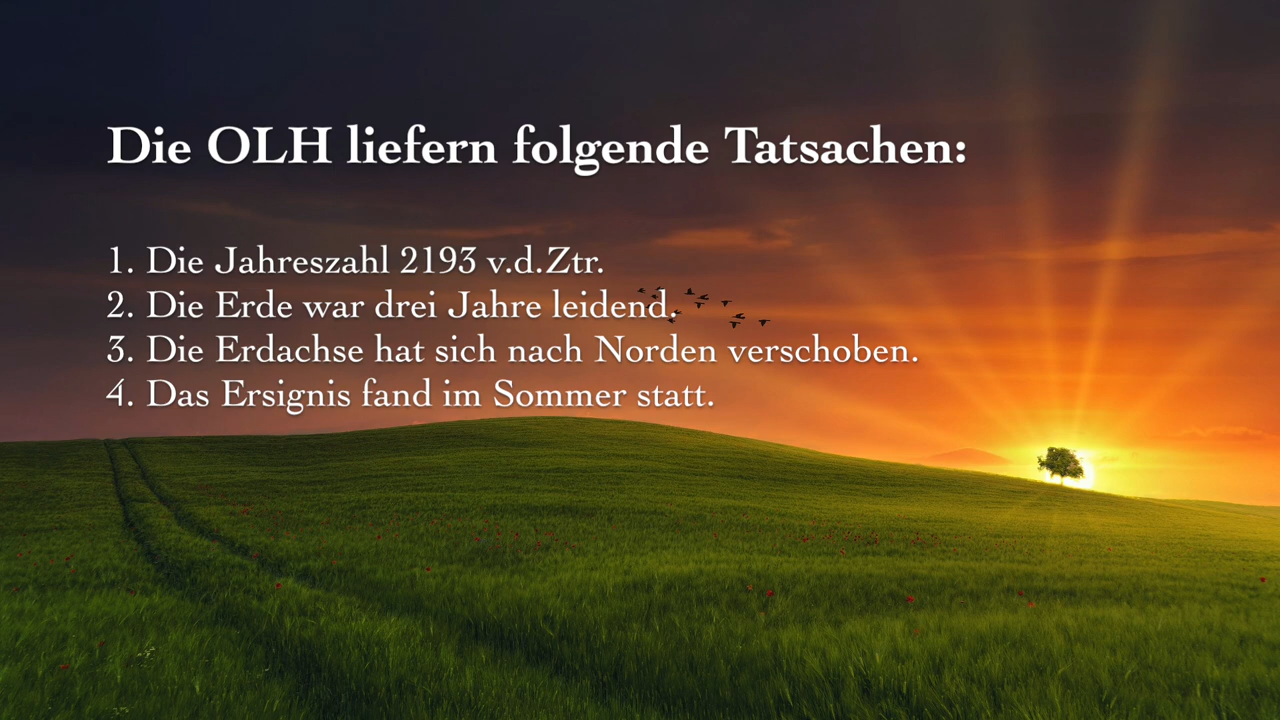 Die OLH liefern folgende Tatsachen:
1. Die Jahreszahl 2193 v.d.Ztr.
2. Die Erde war drei Jahre leidend.
3. Die Erdachse hat sich nach Norden verschoben.
4. Das Ersignis fand im Sommer statt.